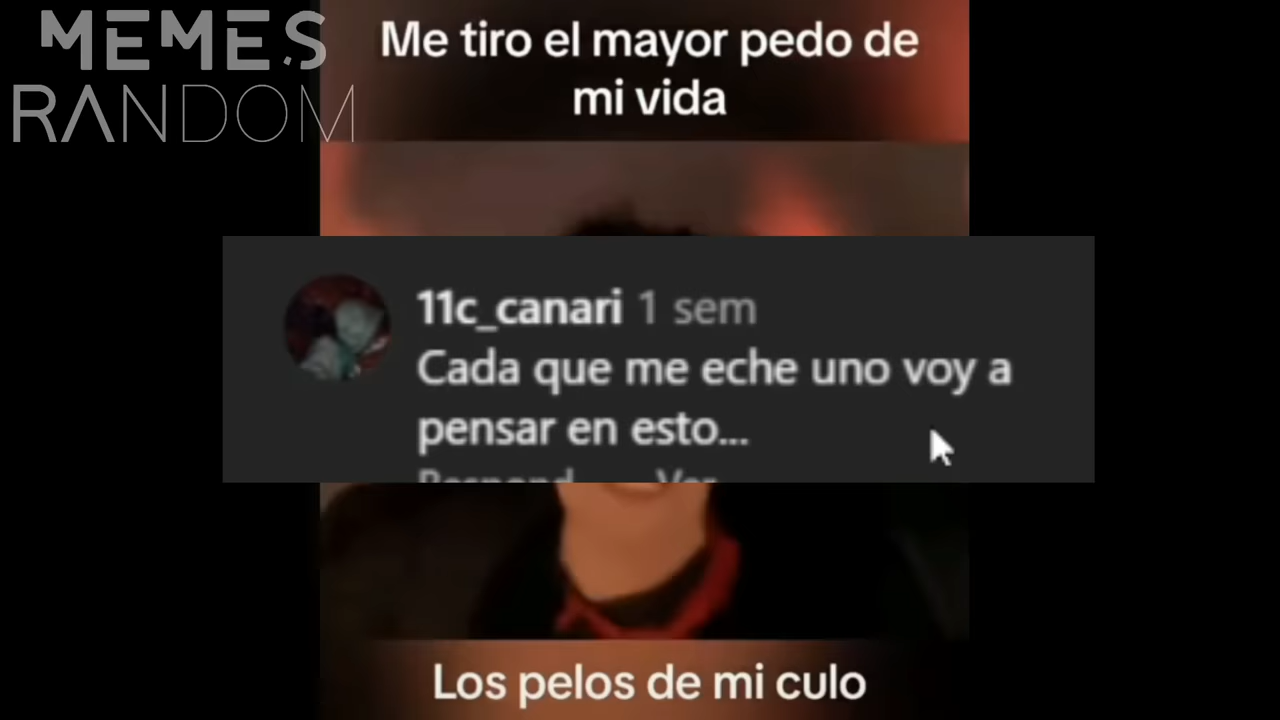 MEMES
RANDOM
Me tiro el mayor pedo de
mi vida
11c_canari 1 sem
Cada que me eche uno voy a
pensar en esto...
Los pelos de mi culo